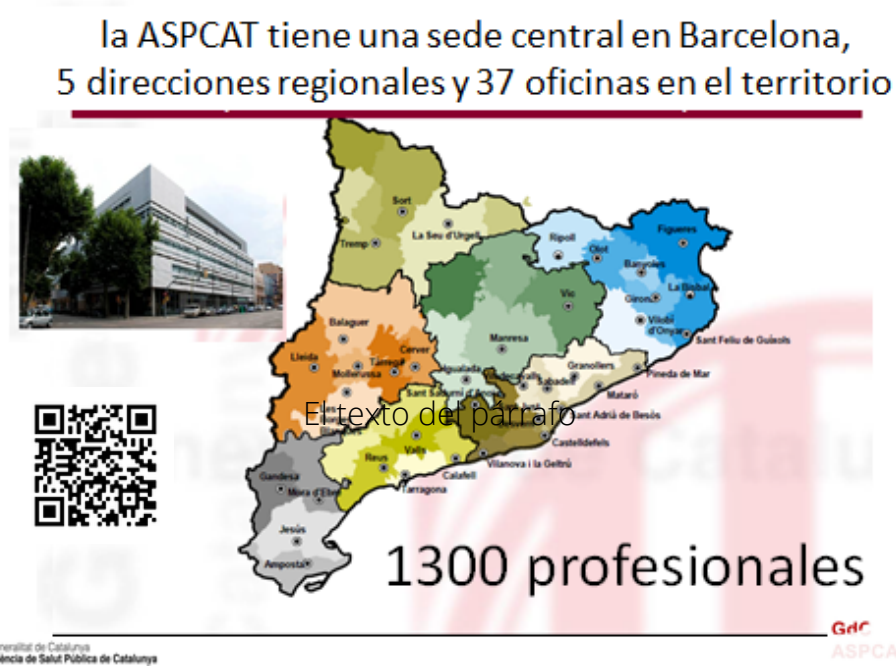 la ASPCAT tiene una sede central en Barcelona,
5 direcciones regionales y 37 oficinas en el territorio
Sort
La Seu d'Urgell
Tremp
Ripoll
Olot
Figueres
Banyoles
La Bisbal
Girona
Vic
Vilobí
d'Onyar
Sant Feliu de Guíxols
Balaguer
Manresa
Cervera
Lleida
Tàrrega
Mollerussa
Igualada
Granollers
Sabadell
Pineda de Mar
Mataró
Sant Adrià de Besòs
El texto del párrafo
Castelldefels
Valls
Reus
Vilanova i la Geltrú
Calafell
Tarragona
Gandesa
Mora d'Ebre
Jesús
Amposta
1300 profesionales
GdC
ASPCA
neralitat de Catalunya
ència de Salut Pública de Catalunya